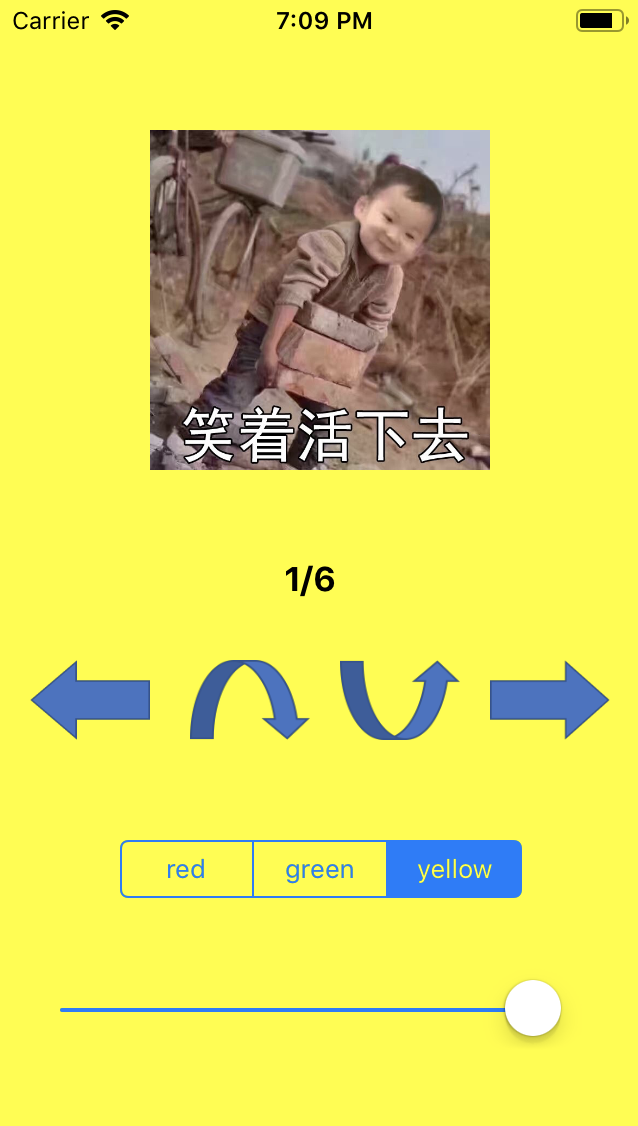 Carrier 7:09 PM
笑着活下去
1/6
red green yellow